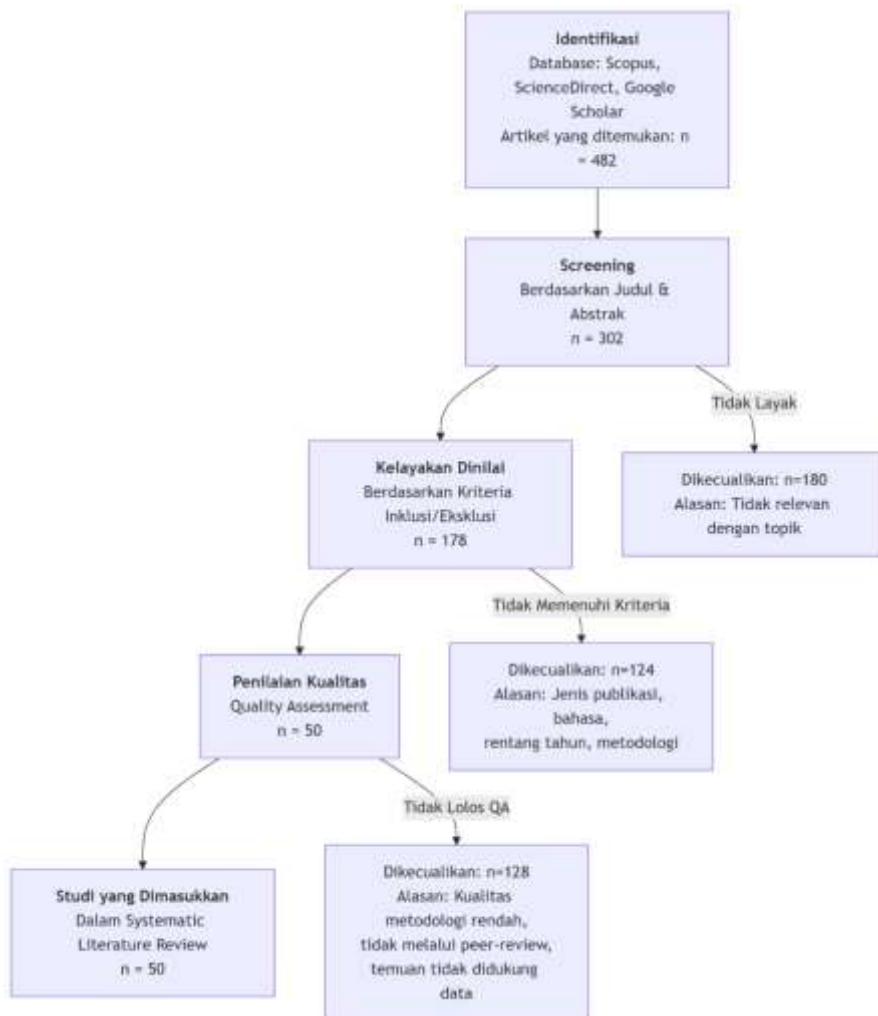 Identifikasi
Database: Scopus,
ScienceDirect, Google
Scholar
Artikel yang ditemukan: n
= 482
Screening
Berdasarkan Judul &
Abstrak
n = 302
Tidak Layak
Kelayakan Dinilai
Berdasarkan Kriteria
Inklusi/Eksklusi
n = 178
Dikecualikan: n=180
Alasan: Tidak relevan
dengan topik
Tidak Memenuhi Kriteria
Penilaian Kualitas
Quality Assessment
n = 50
Dikecualikan: n=124
Alasan: Jenis publikasi,
bahasa,
rentang tahun, metodologi
Tidak Lolos QA
Studi yang Dimasukkan
Dalam Systematic
Literature Review
n = 50
Dikecualikan: n=128
Alasan: Kualitas
metodologi rendah,
tidak melalui peer-review,
temuan tidak didukung
data